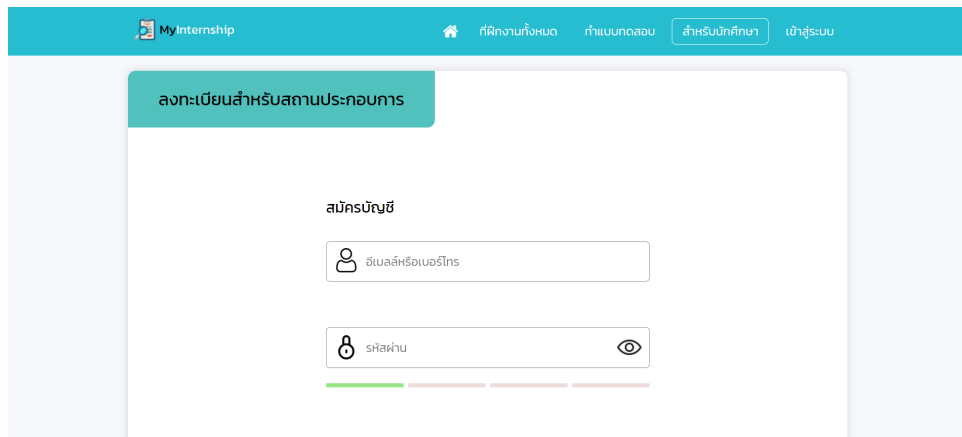 MyInternship
ที่ฝึกงานทั้งหมด ทำแบบทดสอบ สำหรับนักศึกษา เข้าสู่ระบบ
ลงทะเบียนสำหรับสถานประกอบการ
สมัครบัญชี
อีเมลล์หรือเบอร์โทร
รหัสผ่าน